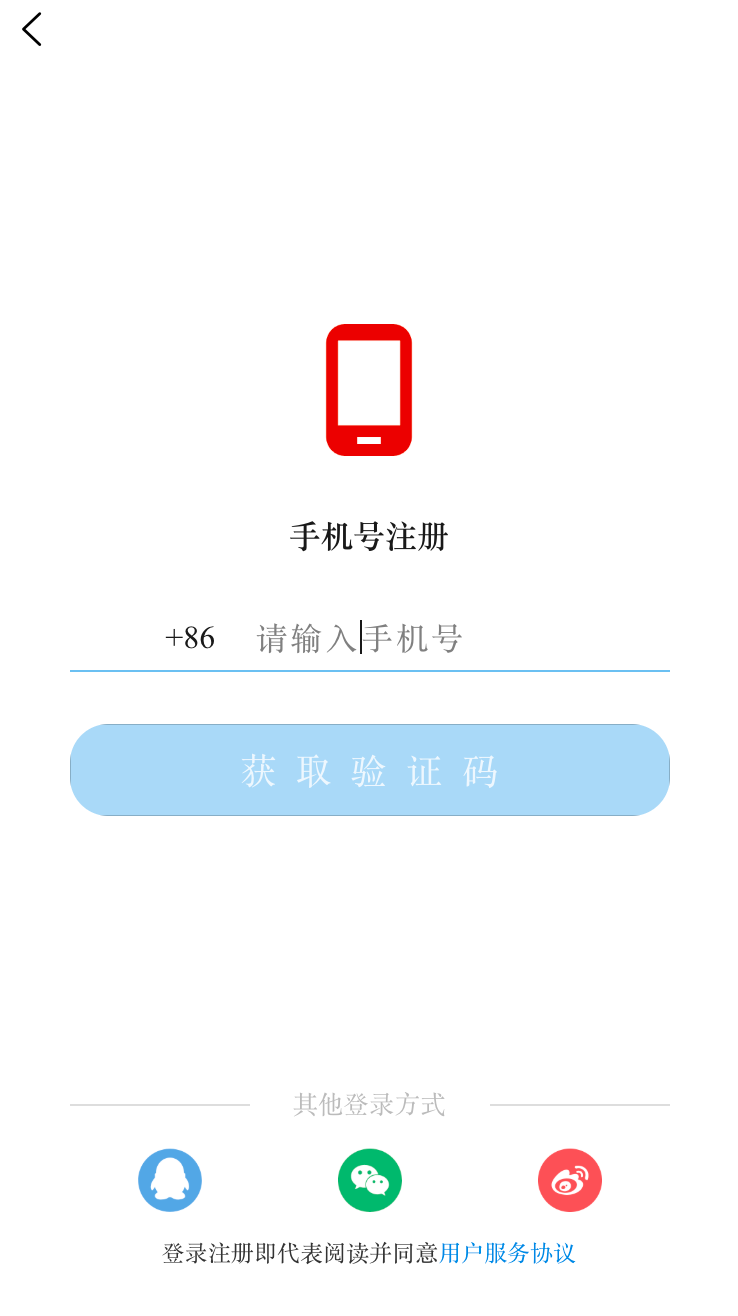 手机号注册
+86 请输入手机号
获取验证码
其他登录方式
登录注册即代表阅读并同意用户服务协议